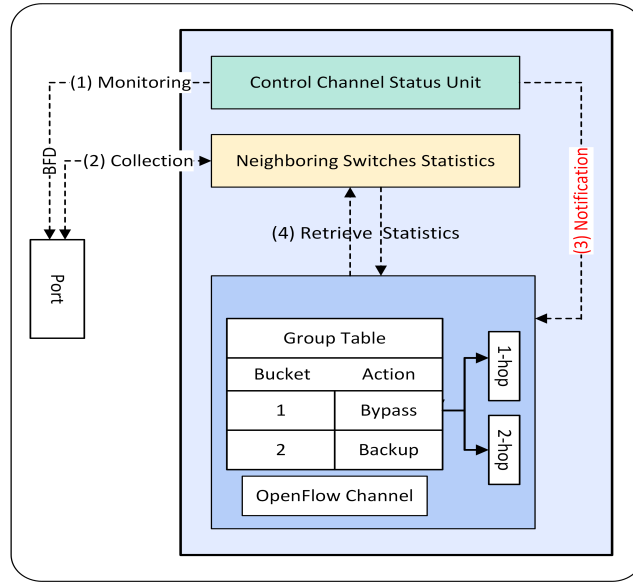 (1) Monitoring
Control Channel Status Unit
BFD
(2) Collection
Neighboring Switches Statistics
(3) Notification
(4) Retrieve Statistics
Port
Group Table
Bucket Action
1 Bypass
2 Backup
1-hop
2-hop
OpenFlow Channel